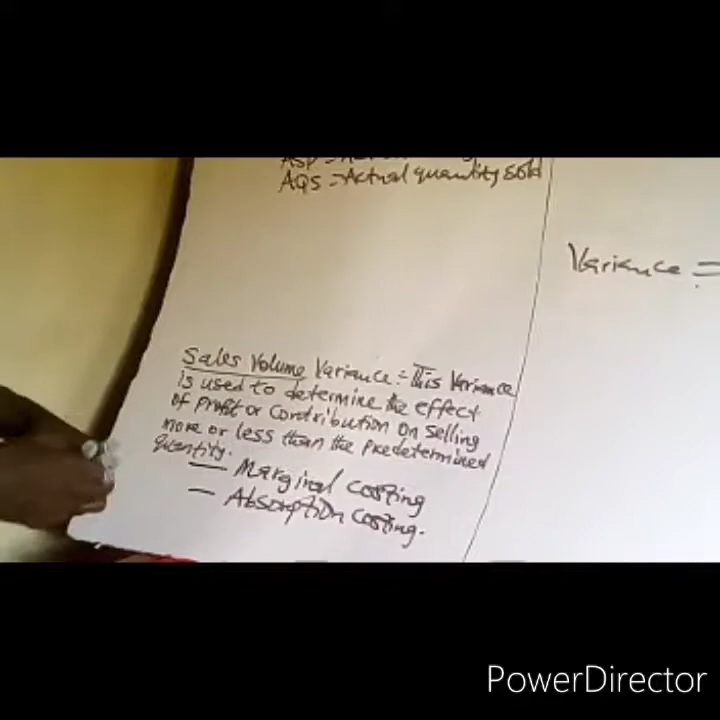 AQS = Actual quantity sold
Variance =
Sales Volume Variance :- This Variance
is used to determine the effect
of Profit or Contribution on selling
more or less than the predetermined
quantity.
— Marginal costing
— Absorption costing.
PowerDirector